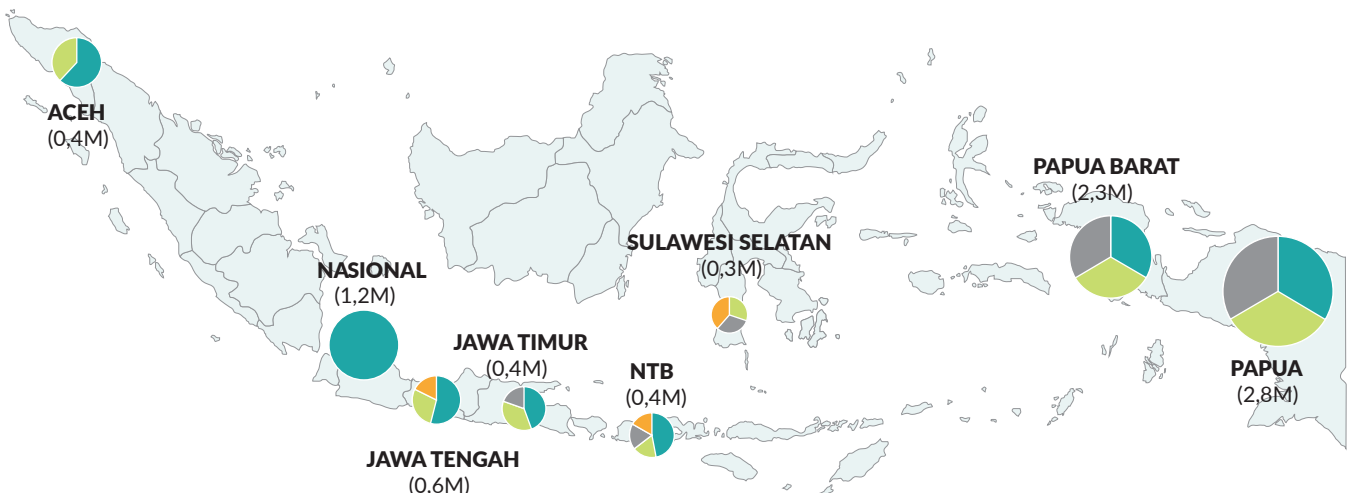 ACEH
(0,4M)
NASIONAL
(1,2M)
JAWA TENGAH
(0,6M)
JAWA TIMUR
(0,4M)
NTB
(0,4M)
SULAWESI SELATAN
(0,3M)
PAPUA BARAT
(2,3M)
PAPUA
(2,8M)